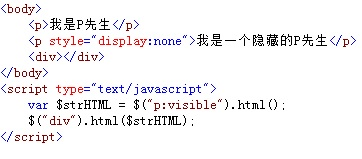 <body>
<p>我是P先生</p>
<p style="display:none">我是一个隐藏的P先生</p>
<div></div>
</body>
<script type="text/javascript">
var $strHTML = $("p:visible").html();
$("div").html($strHTML);
</script>